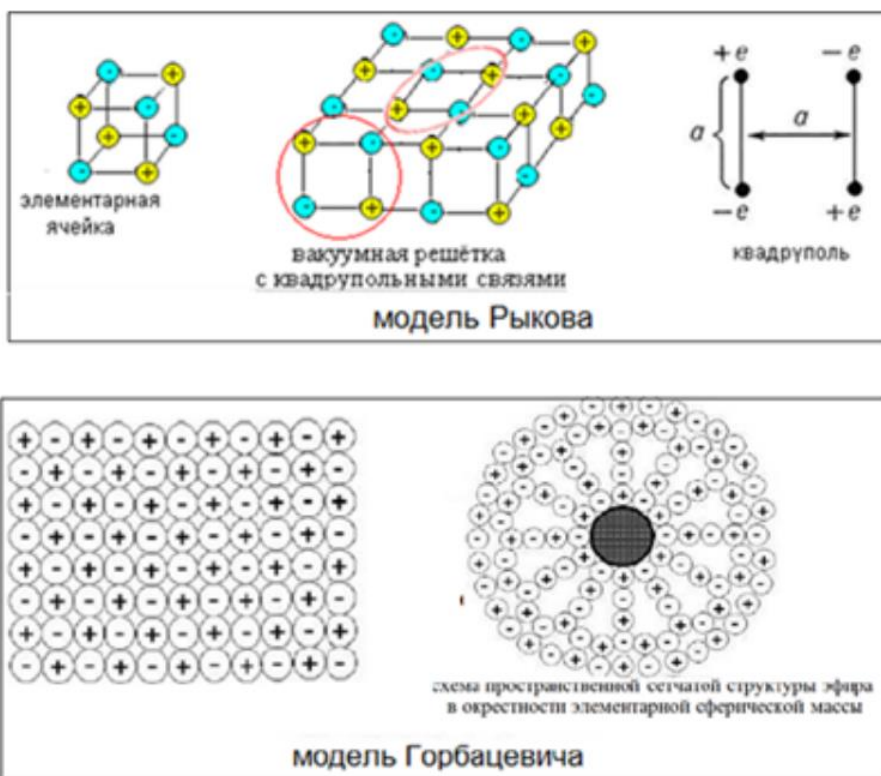 элементарная
ячейка
вакуумная решётка
с квадрупольными связями
+e
−e
a
a
−e
+e
квадруполь
модель Рыкова
схема пространственной сетчатой структуры эфира
в окрестности элементарной сферической массы
модель Горбацевича